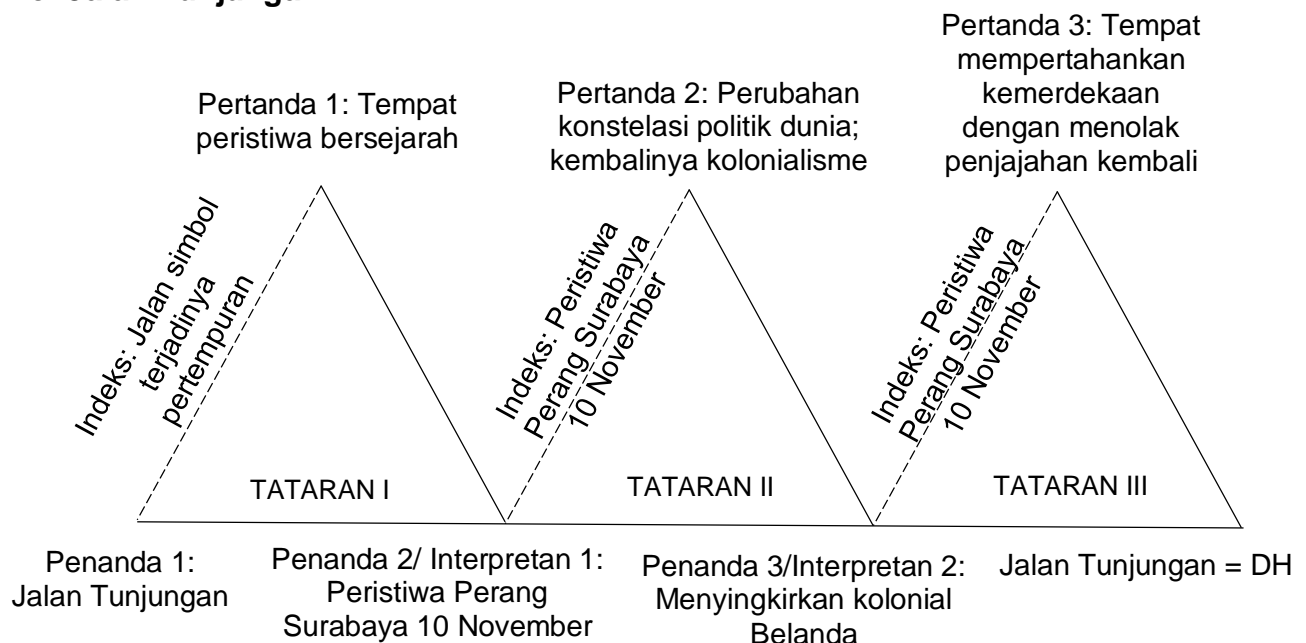 Pertanda 1: Tempat
peristiwa bersejarah
Pertanda 2: Perubahan
konstelasi politik dunia;
kembalinya kolonialisme
Pertanda 3: Tempat
mempertahankan
kemerdekaan
dengan menolak
penjajahan kembali
Indeks: Jalan simbol
terjadinya
pertempuran
Indeks: Peristiwa
Perang Surabaya
10 November
Indeks: Peristiwa
Perang Surabaya
10 November
TATARAN I
TATARAN II
TATARAN III
Penanda 1:
Jalan Tunjungan
Penanda 2/ Interpretan 1:
Peristiwa Perang
Surabaya 10 November
Penanda 3/Interpretan 2:
Menyingkirkan kolonial
Belanda
Jalan Tunjungan = DH